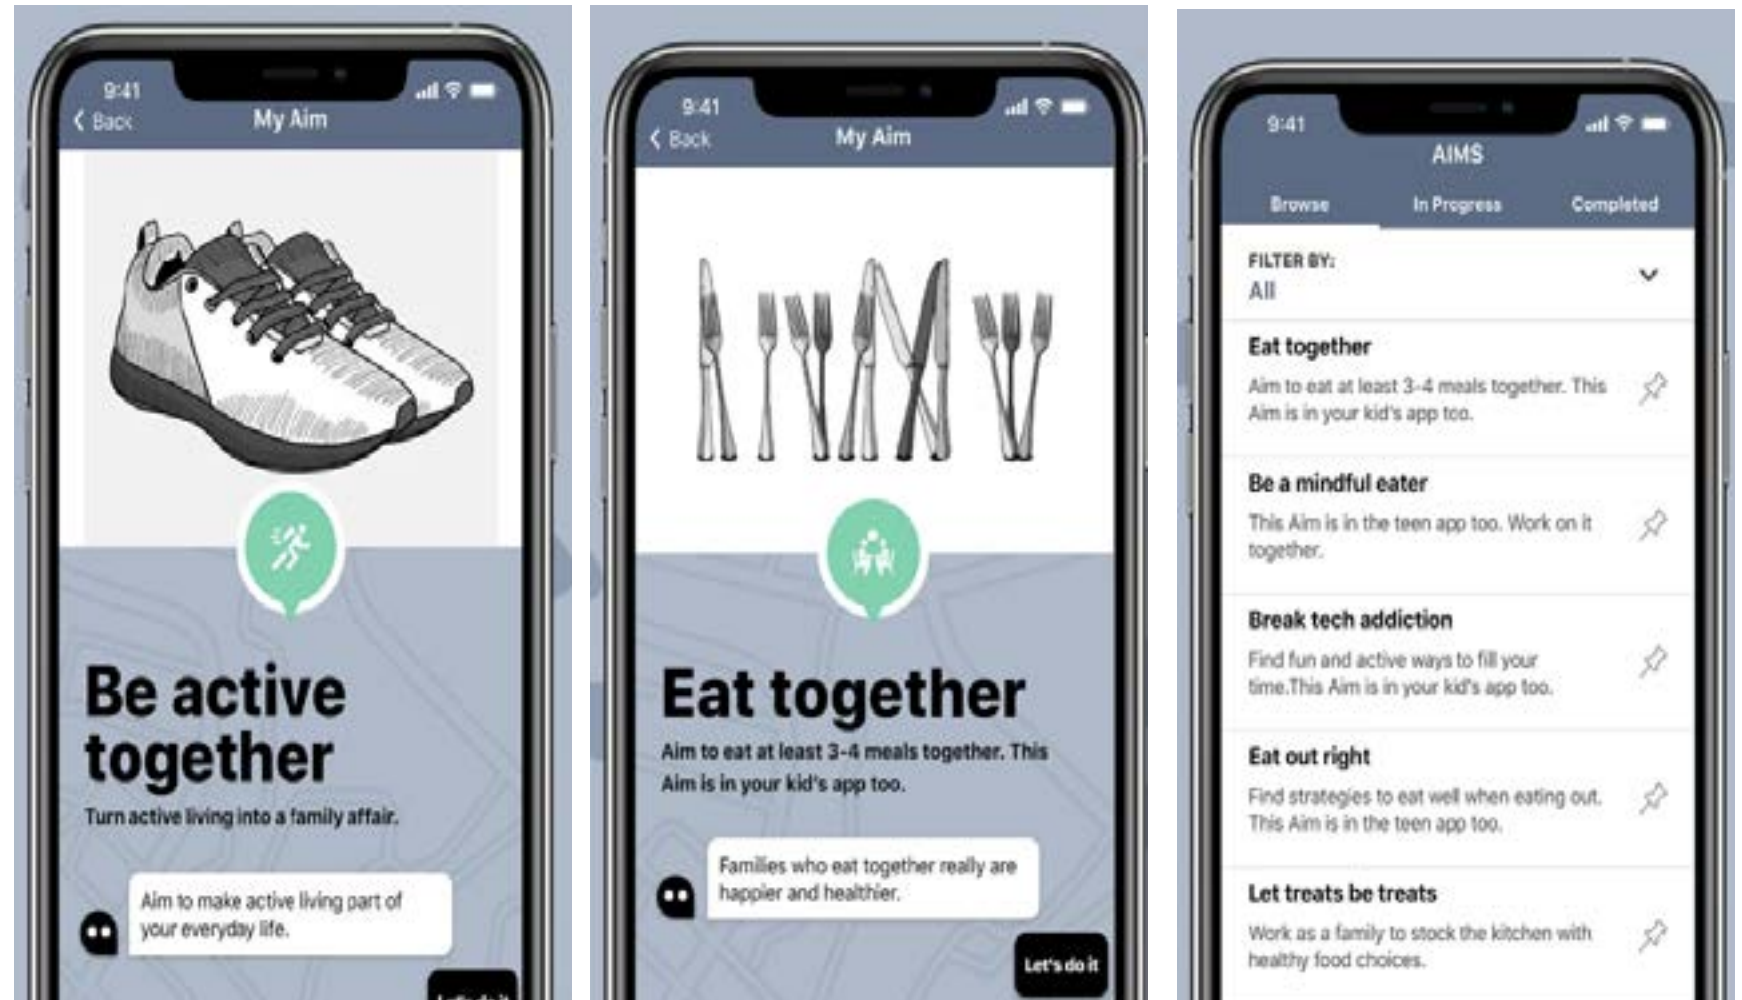 9:41
Back
My Aim
Be active
together
Turn active living into a family affair.
Aim to make active living part of
your everyday life.
Let's do it
9:41
Back
My Aim
Eat together
Aim to eat at least 3-4 meals together. This
Aim is in your kid's app too.
Families who eat together really are
happier and healthier.
Let's do it
9:41
AIMS
Browse
In Progress
Completed
FILTER BY:
All
Eat together
Aim to eat at least 3-4 meals together. This
Aim is in your kid's app too.
Be a mindful eater
This Aim is in the teen app too. Work on it
together.
Break tech addiction
Find fun and active ways to fill your
time.This Aim is in your kid's app too.
Eat out right
Find strategies to eat well when eating out.
This Aim is in the teen app too.
Let treats be treats
Work as a family to stock the kitchen with
healthy food choices.